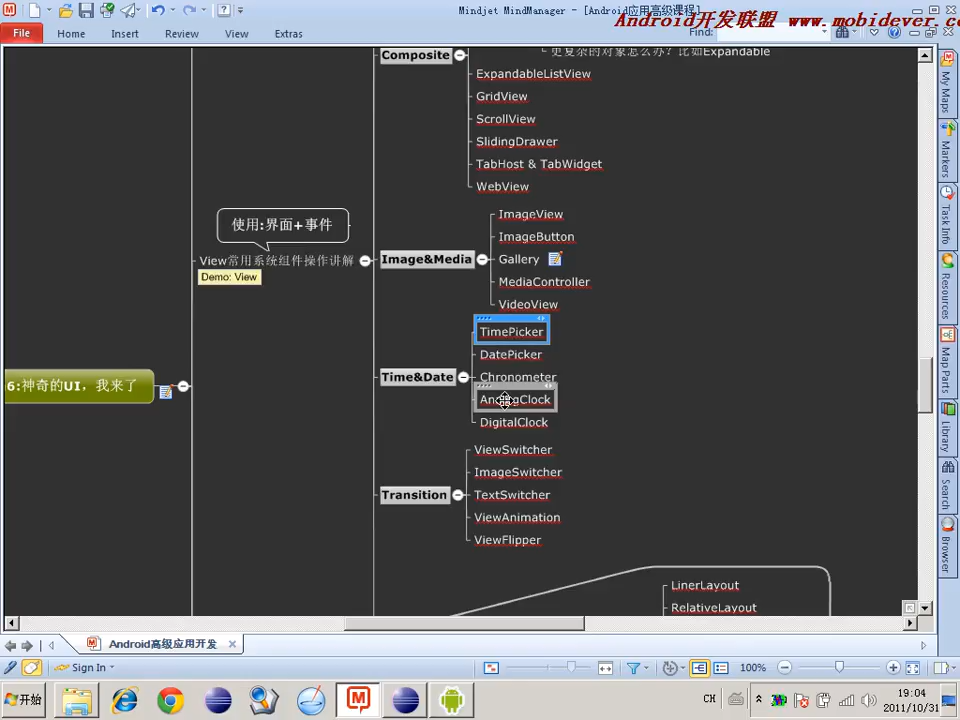 Mindjet MindManager - [Android应用高级课程]
Android开发联盟 www.mobidever.co
File
Home
Insert
Review
View
Extras
Find:
更复杂的对象怎么办？比如Expandable
Composite
ExpandableListView
GridView
ScrollView
SlidingDrawer
TabHost & TabWidget
WebView
使用:界面+事件
View常用系统组件操作讲解
Demo: View
Image&Media
ImageView
ImageButton
Gallery
MediaController
VideoView
6:神奇的UI，我来了
Time&Date
TimePicker
DatePicker
Chronometer
AnalogClock
DigitalClock
Transition
ViewSwitcher
ImageSwitcher
TextSwitcher
ViewAnimation
ViewFlipper
LinerLayout
RelativeLayout
My Maps
Markers
Task Info
Resources
Map Parts
Library
Search
Browser
Android高级应用开发
Sign In
100%
开始
CH
19:04
2011/10/31